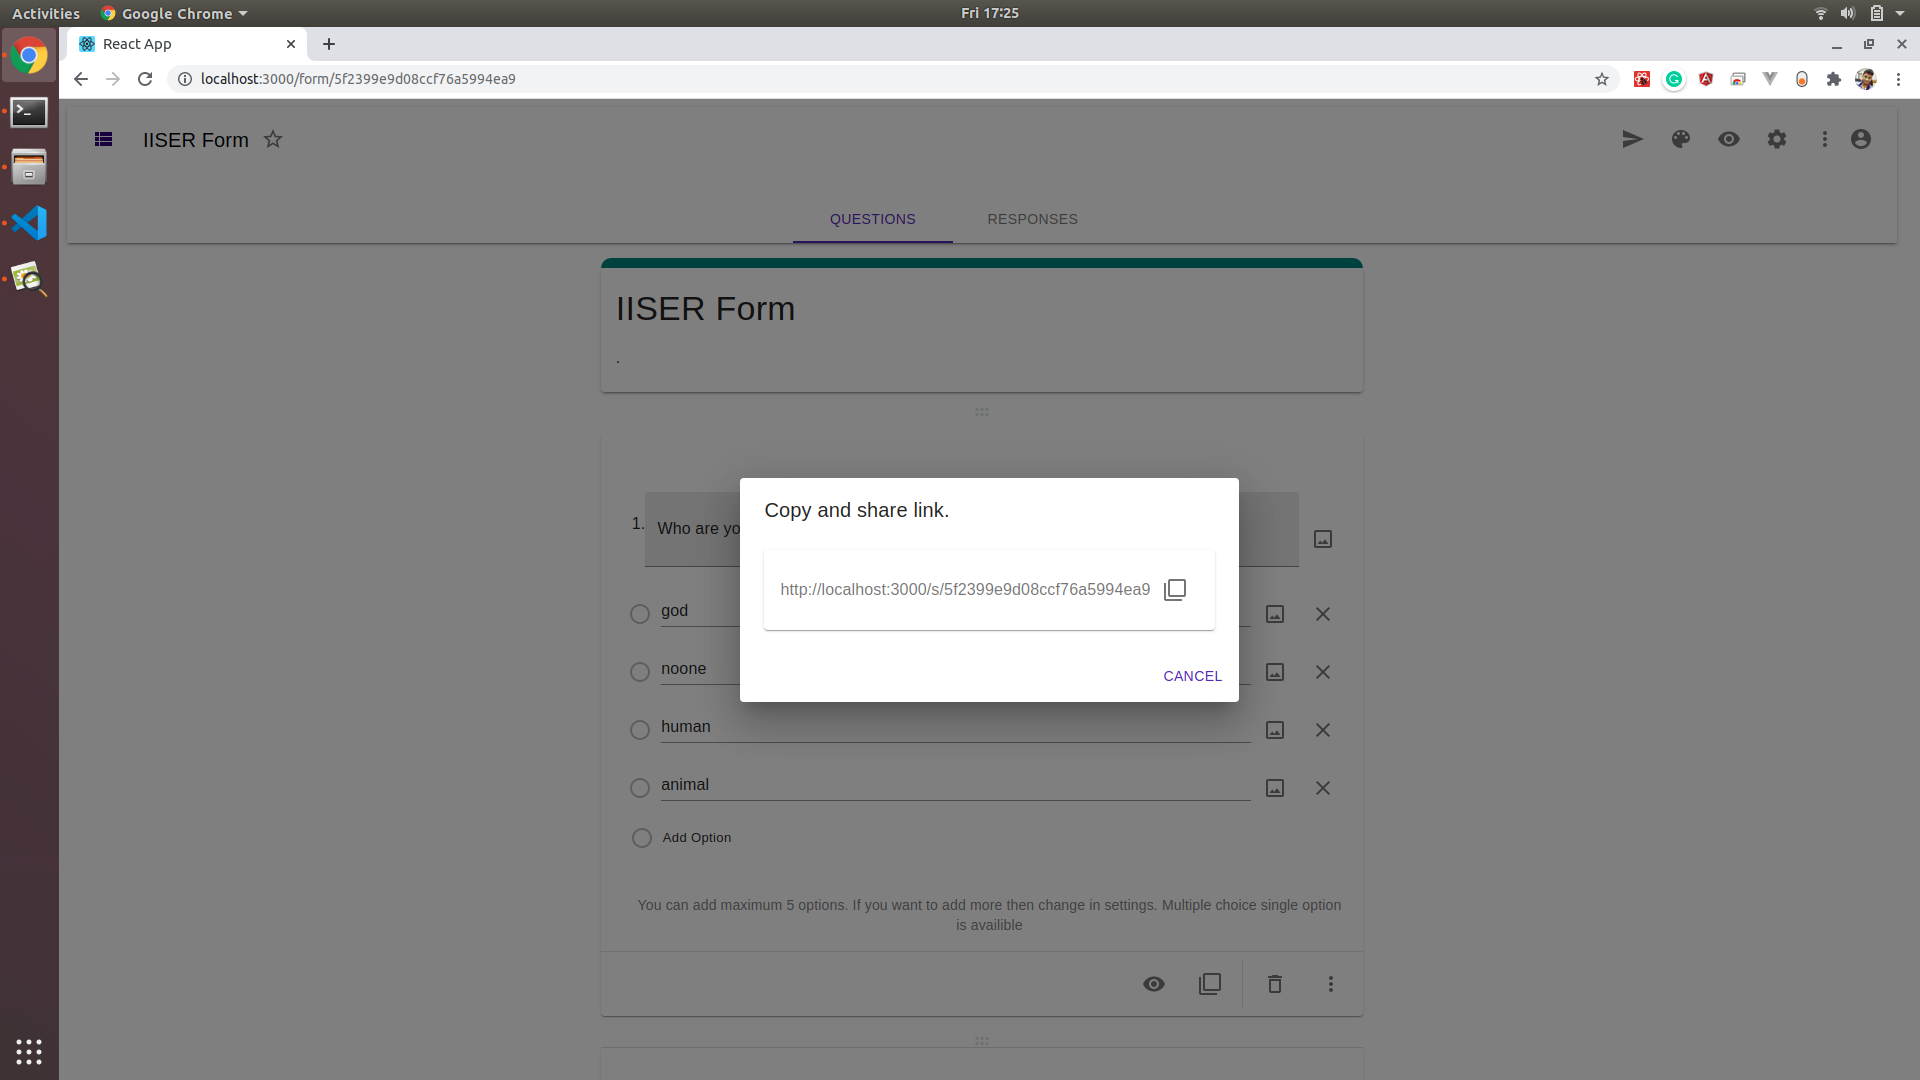 Activities Google Chrome Fri 17:25
React App
localhost:3000/form/5f2399e9d08ccf76a5994ea9
IISER Form
QUESTIONS RESPONSES
IISER Form
.
Copy and share link.
1. Who are yo
http://localhost:3000/s/5f2399e9d08ccf76a5994ea9
god
noone
CANCEL
human
animal
Add Option
You can add maximum 5 options. If you want to add more then change in settings. Multiple choice single option
is availible